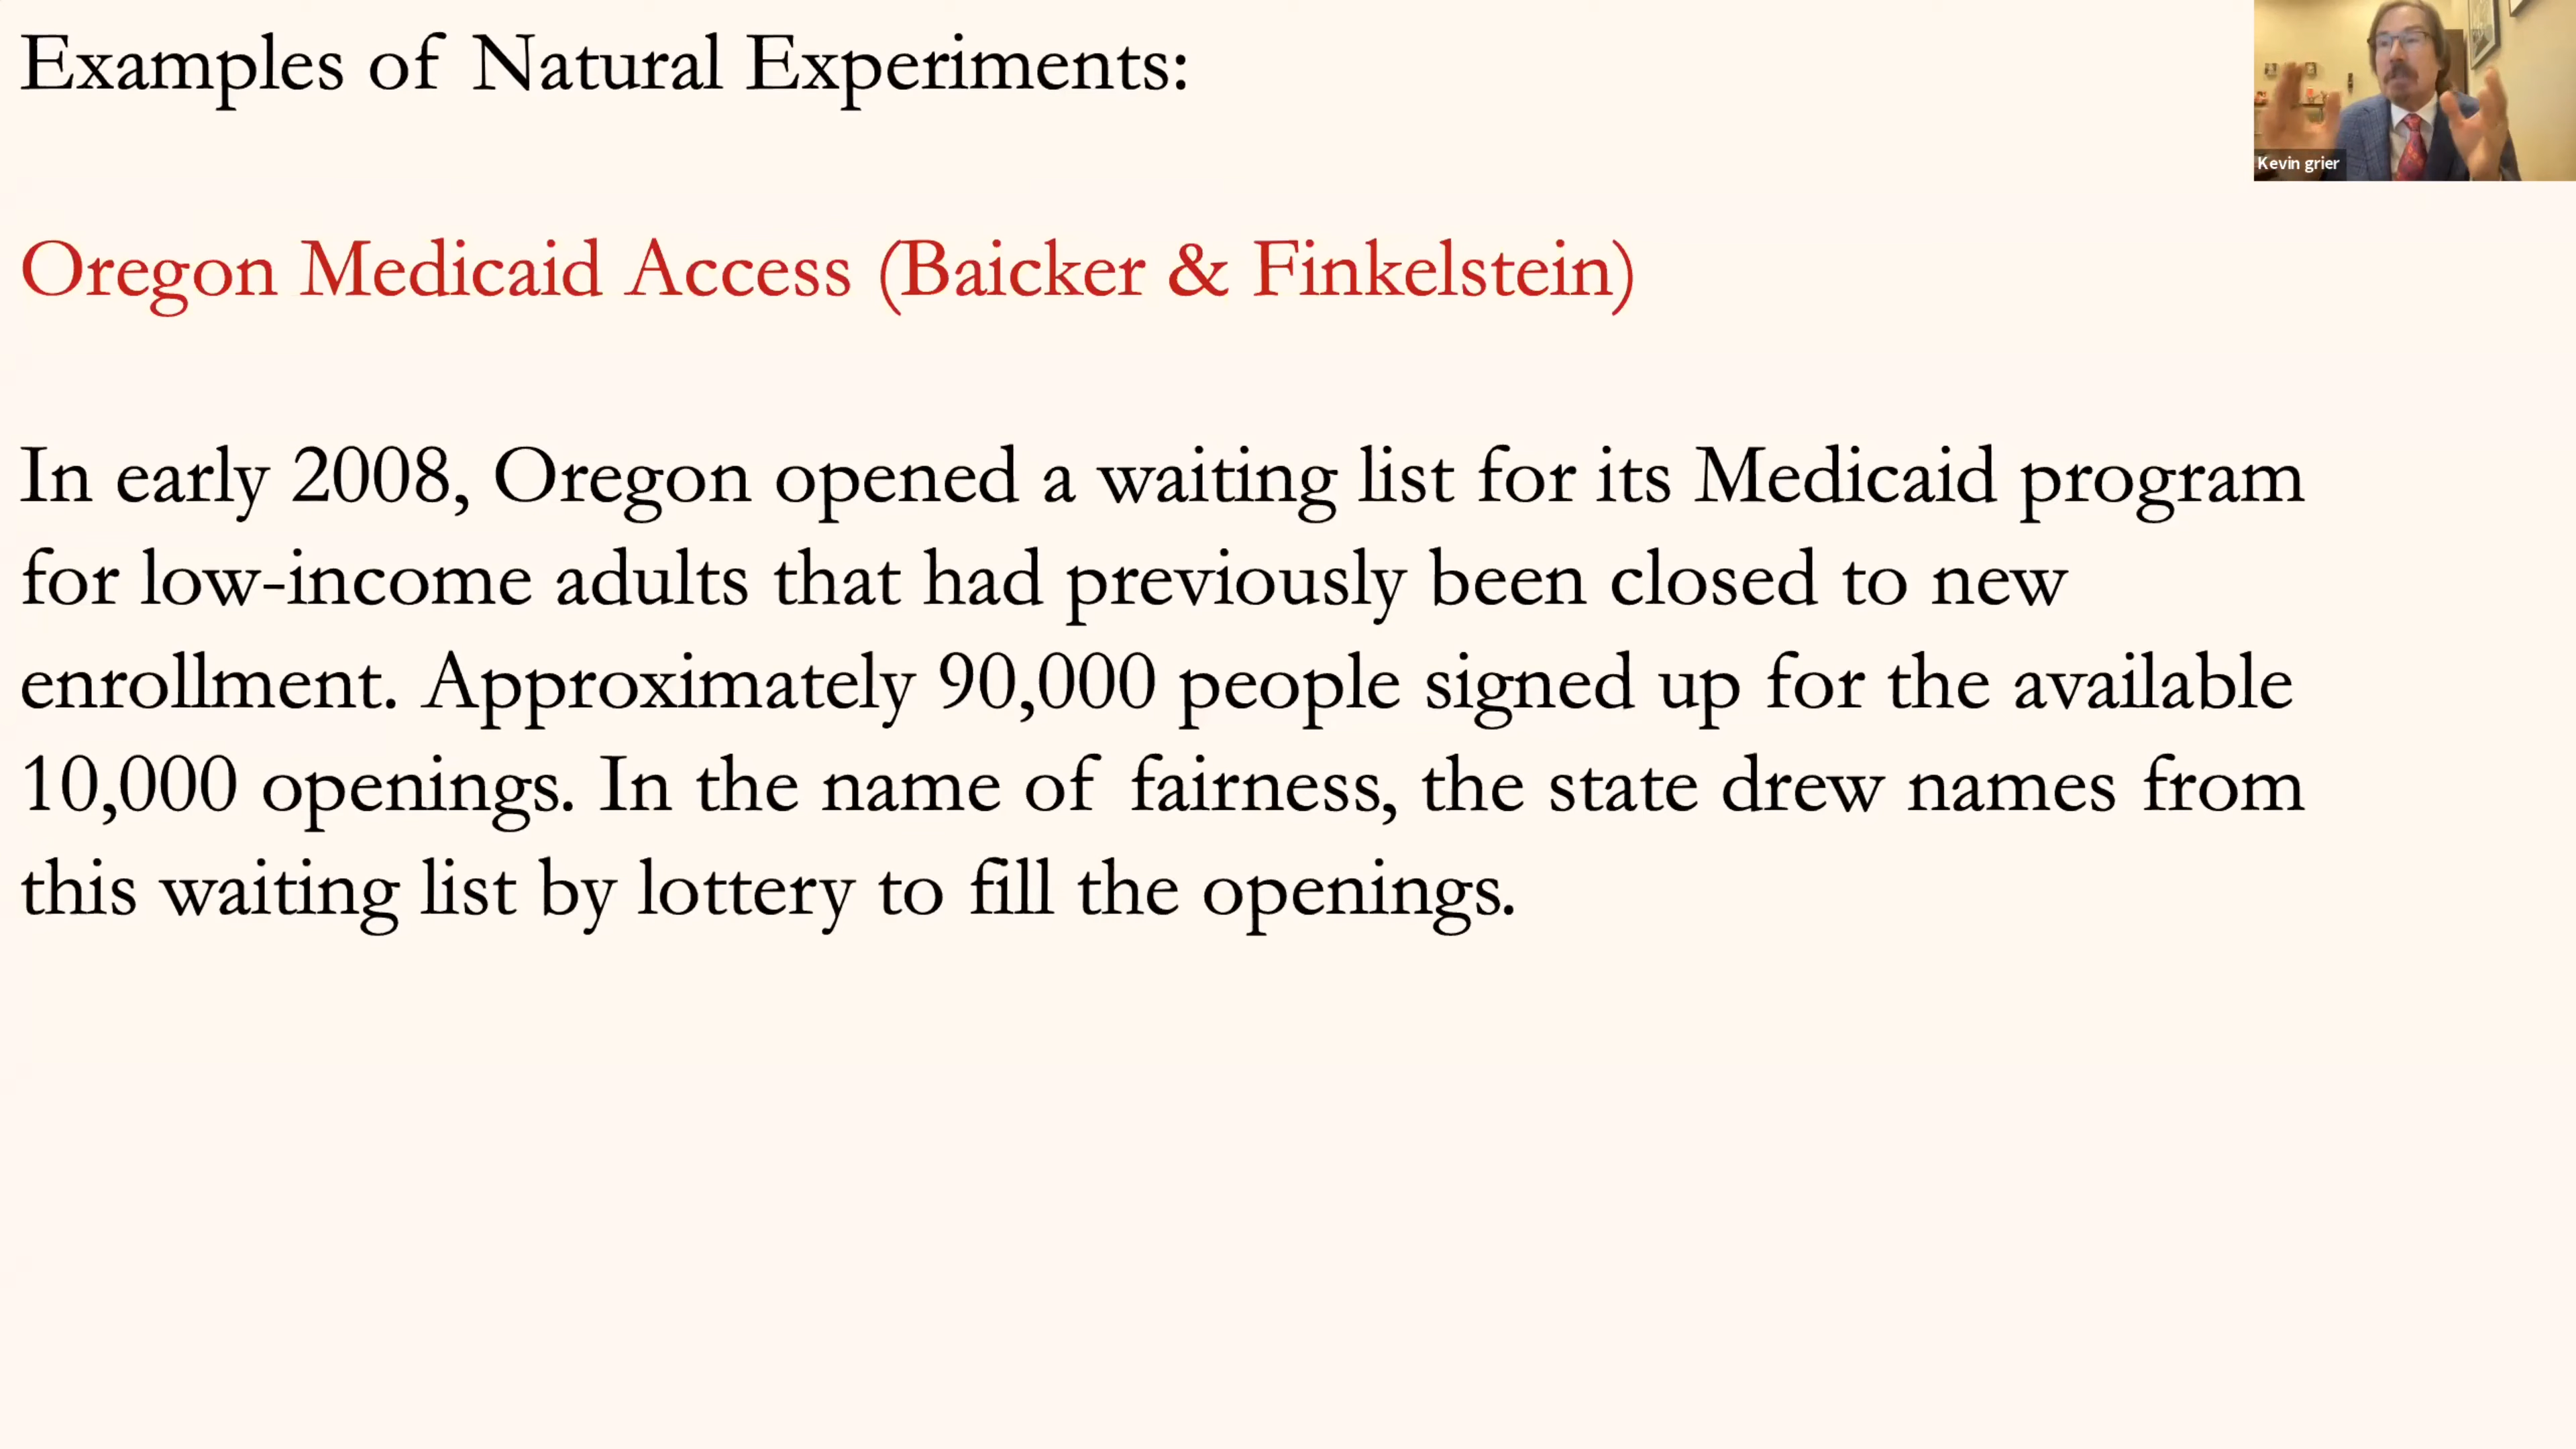 Examples of Natural Experiments:
Kevin grier
Oregon Medicaid Access (Baicker & Finkelstein)
In early 2008, Oregon opened a waiting list for its Medicaid program
for low-income adults that had previously been closed to new
enrollment. Approximately 90,000 people signed up for the available
10,000 openings. In the name of fairness, the state drew names from
this waiting list by lottery to fill the openings.